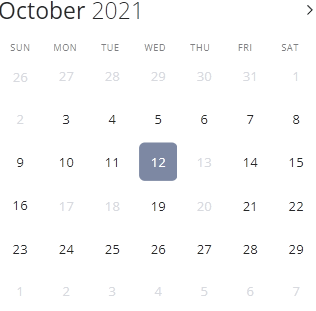 October 2021
SUN MON TUE WED THU FRI SAT
26 27 28 29 30 31 1
2 3 4 5 6 7 8
9 10 11 12 13 14 15
16 17 18 19 20 21 22
23 24 25 26 27 28 29
1 2 3 4 5 6 7